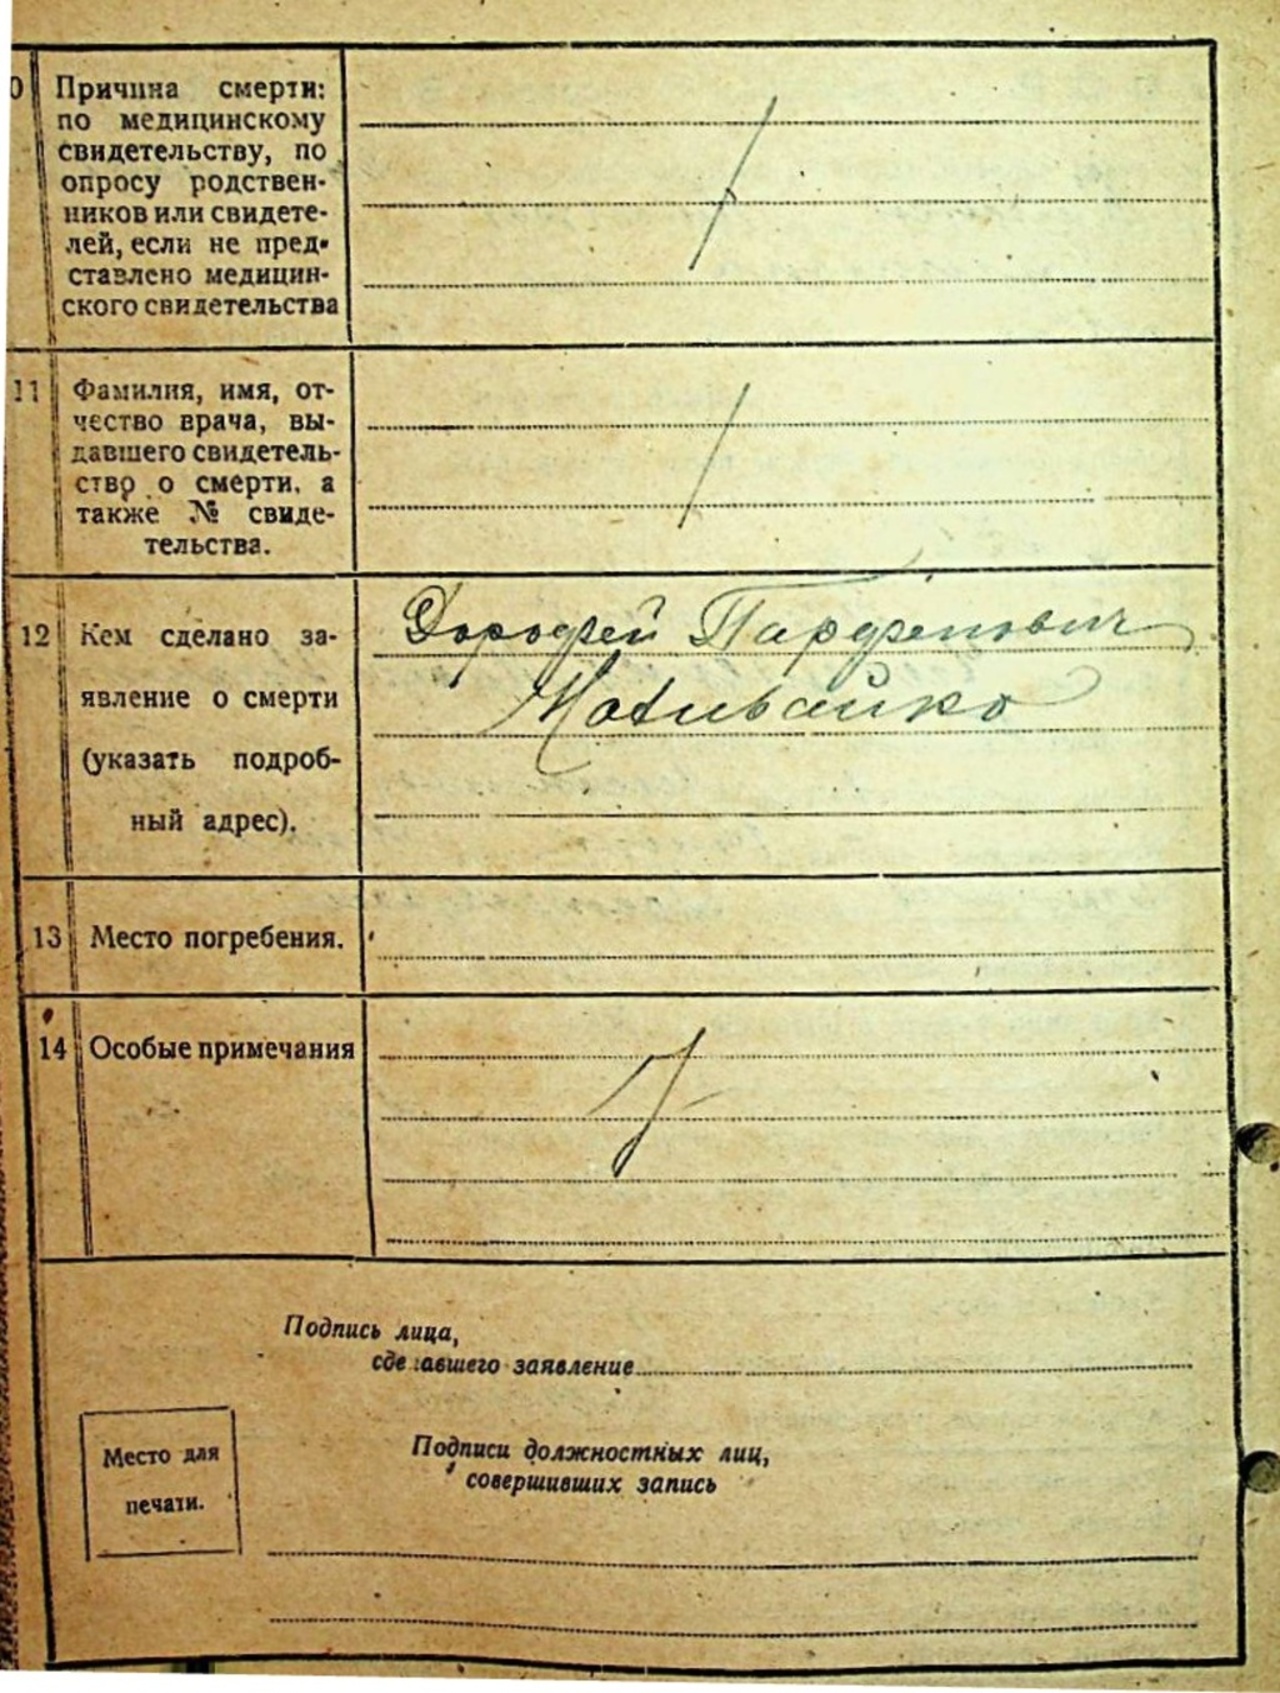 0 Причина смерти:
по медицинскому
свидетельству, по
опросу родствен-
ников или свидете-
лей, если не пред-
ставлено медицин-
ского свидетельства
11 Фамилия, имя, от-
чество врача, вы-
давшего свидетель-
ство о смерти, а
также № свиде-
тельства.
12 Кем сделано за-
явление о смерти
(указать подроб-
ный адрес).
Дорофей Парфенович
13 Место погребения.
14 Особые примечания
Подпись лица,
сделавшего заявление
Место для
печати.
Подписи должностных лиц,
совершивших запись